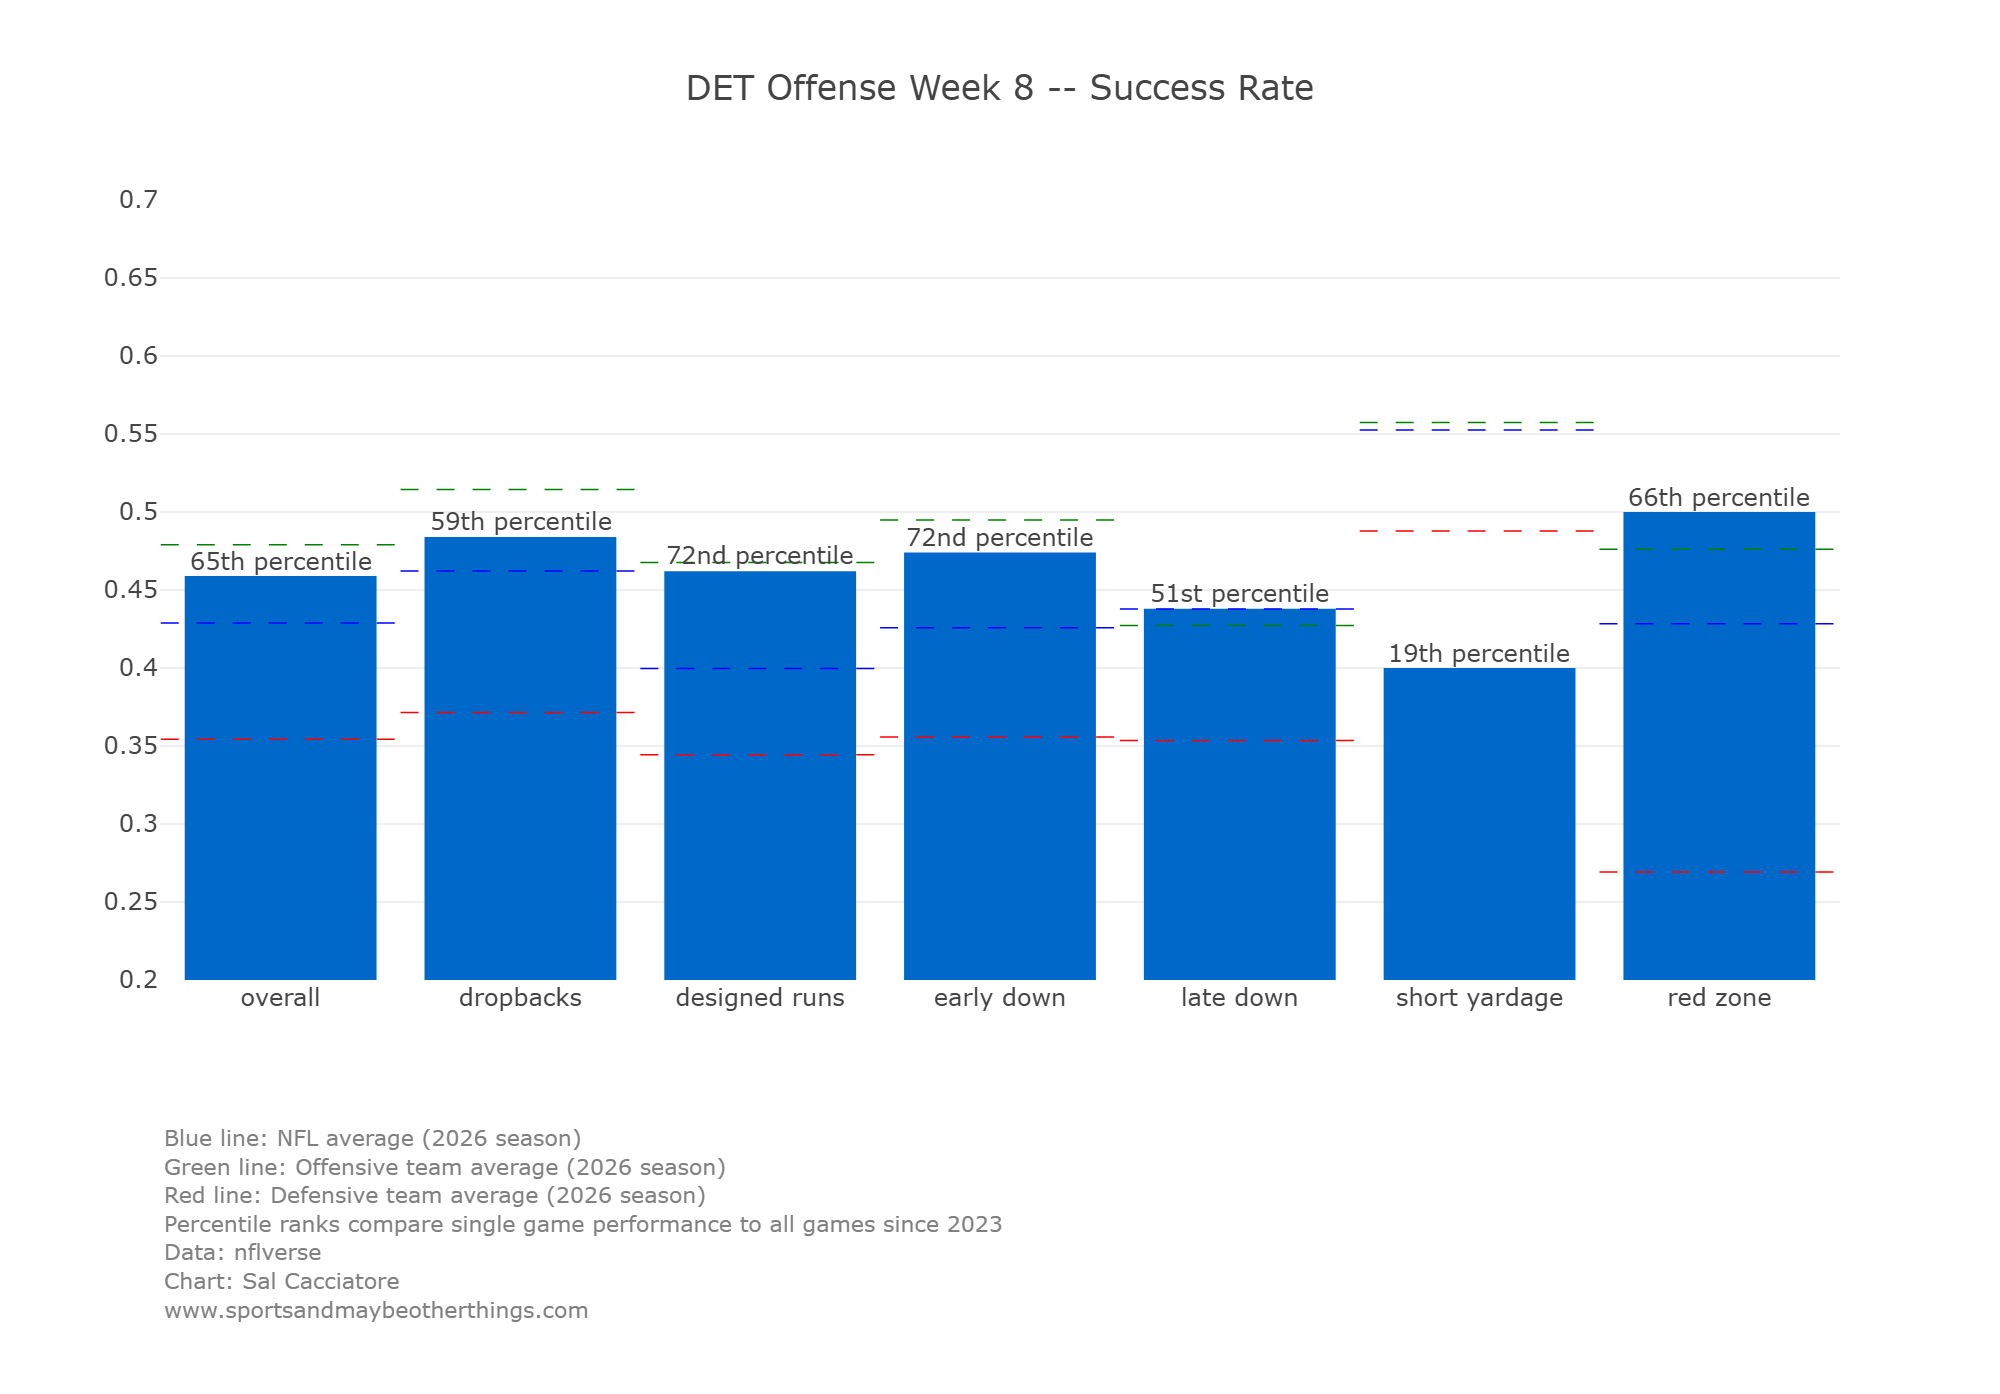 DET Offense Week 8 -- Success Rate
0.7
0.65
0.6
0.55
0.5
0.45
0.4
0.35
0.3
0.25
0.2
65th percentile
59th percentile
72nd percentile
72nd percentile
51st percentile
19th percentile
66th percentile
overall
dropbacks
designed runs
early down
late down
short yardage
red zone
Blue line: NFL average (2026 season)
Green line: Offensive team average (2026 season)
Red line: Defensive team average (2026 season)
Percentile ranks compare single game performance to all games since 2023
Data: nflverse
Chart: Sal Cacciatore
www.sportsandmaybeotherthings.com